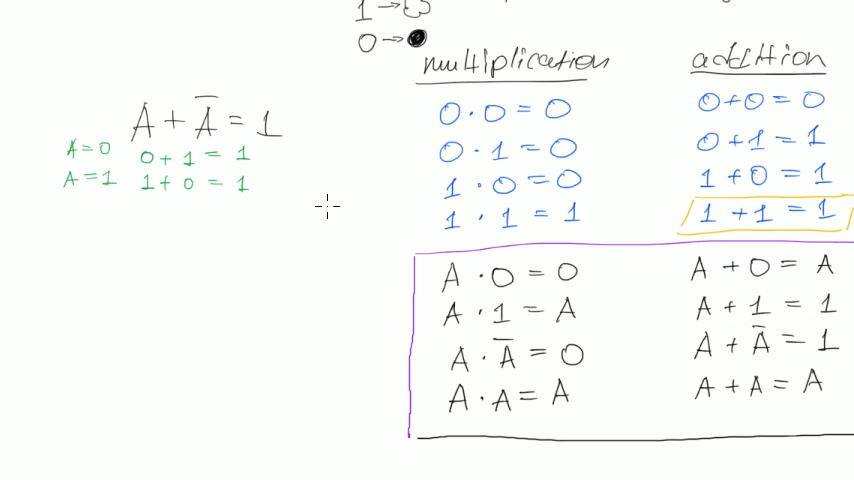 1 →
0 →
multiplication
addition
A + A̅ = 1
A=0 0+1 = 1
A=1 1+0 = 1
0·0=0
0·1=0
1·0=0
1·1=1
0+0=0
0+1=1
1+0=1
1+1=1
A·0=0
A·1=A
A·A̅=0
A·A=A
A+0=A
A+1=1
A+A̅=1
A+A=A